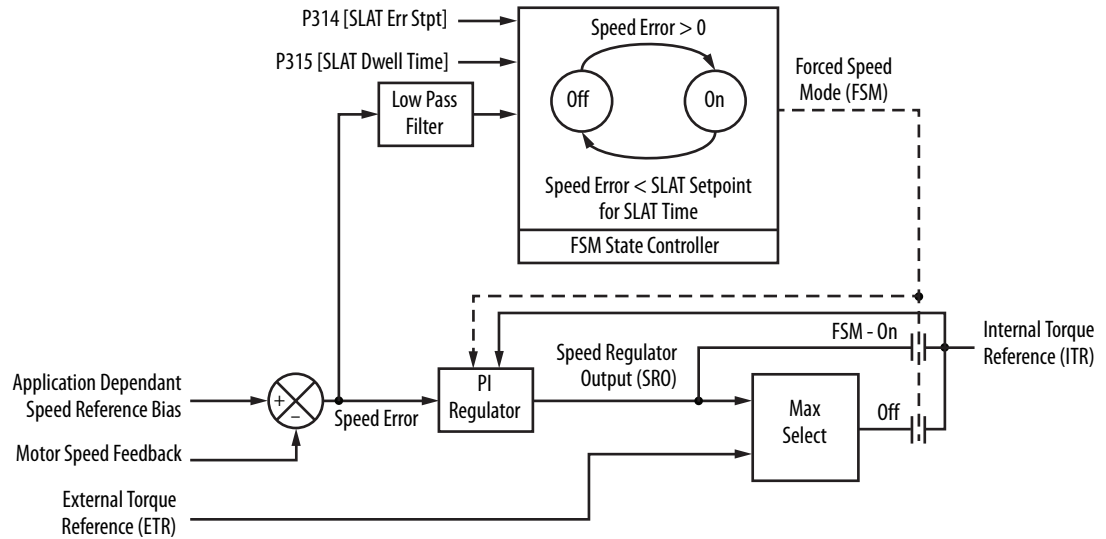 P314 [SLAT Err Stpt]
P315 [SLAT Dwell Time]
Low Pass
Filter
Speed Error > 0
Off
On
Speed Error < SLAT Setpoint
for SLAT Time
FSM State Controller
Forced Speed
Mode (FSM)
FSM - On
Internal Torque
Reference (ITR)
Speed Regulator
Output (SRO)
Application Dependant
Speed Reference Bias
+
−
Speed Error
PI
Regulator
Max
Select
Off
Motor Speed Feedback
External Torque
Reference (ETR)